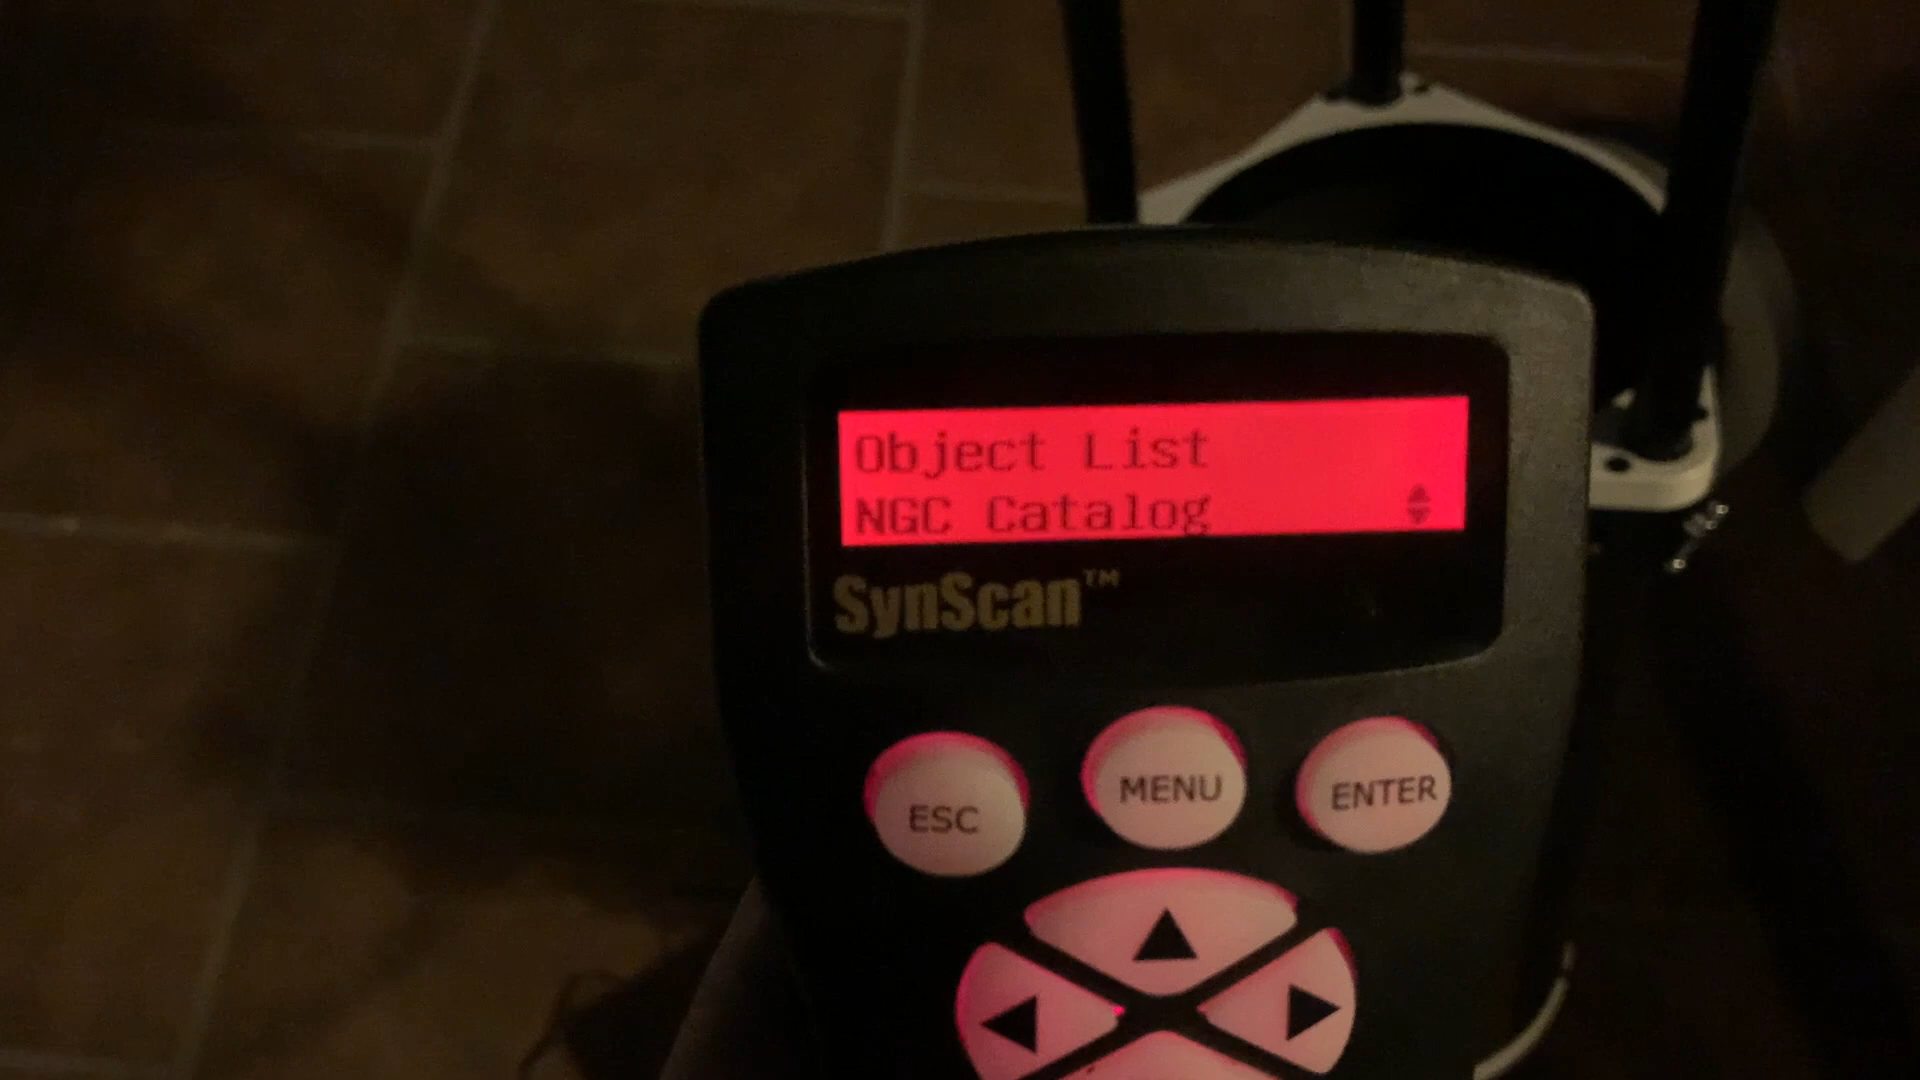 Object List
NGC Catalog
SynScan™
ESC
MENU
ENTER